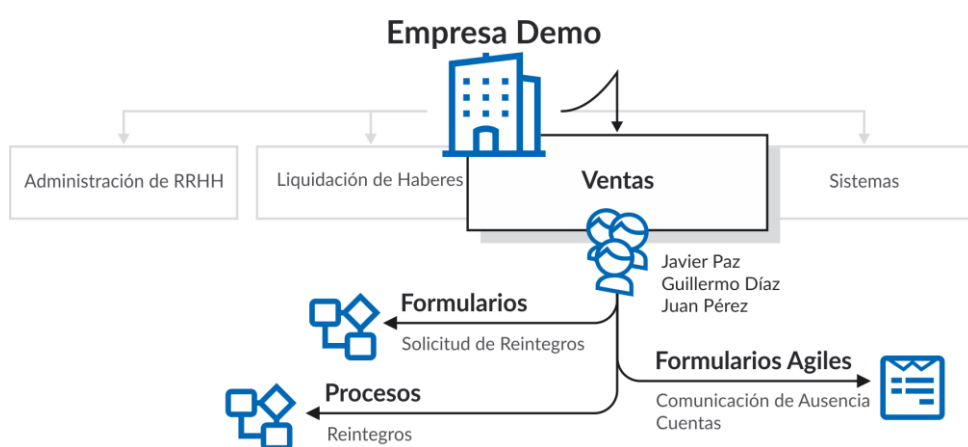 Empresa Demo
Administración de RRHH
Liquidación de Haberes
Ventas
Sistemas
Javier Paz
Guillermo Díaz
Juan Pérez
Formularios
Solicitud de Reintegros
Formularios Agiles
Comunicación de Ausencia
Cuentas
Procesos
Reintegros